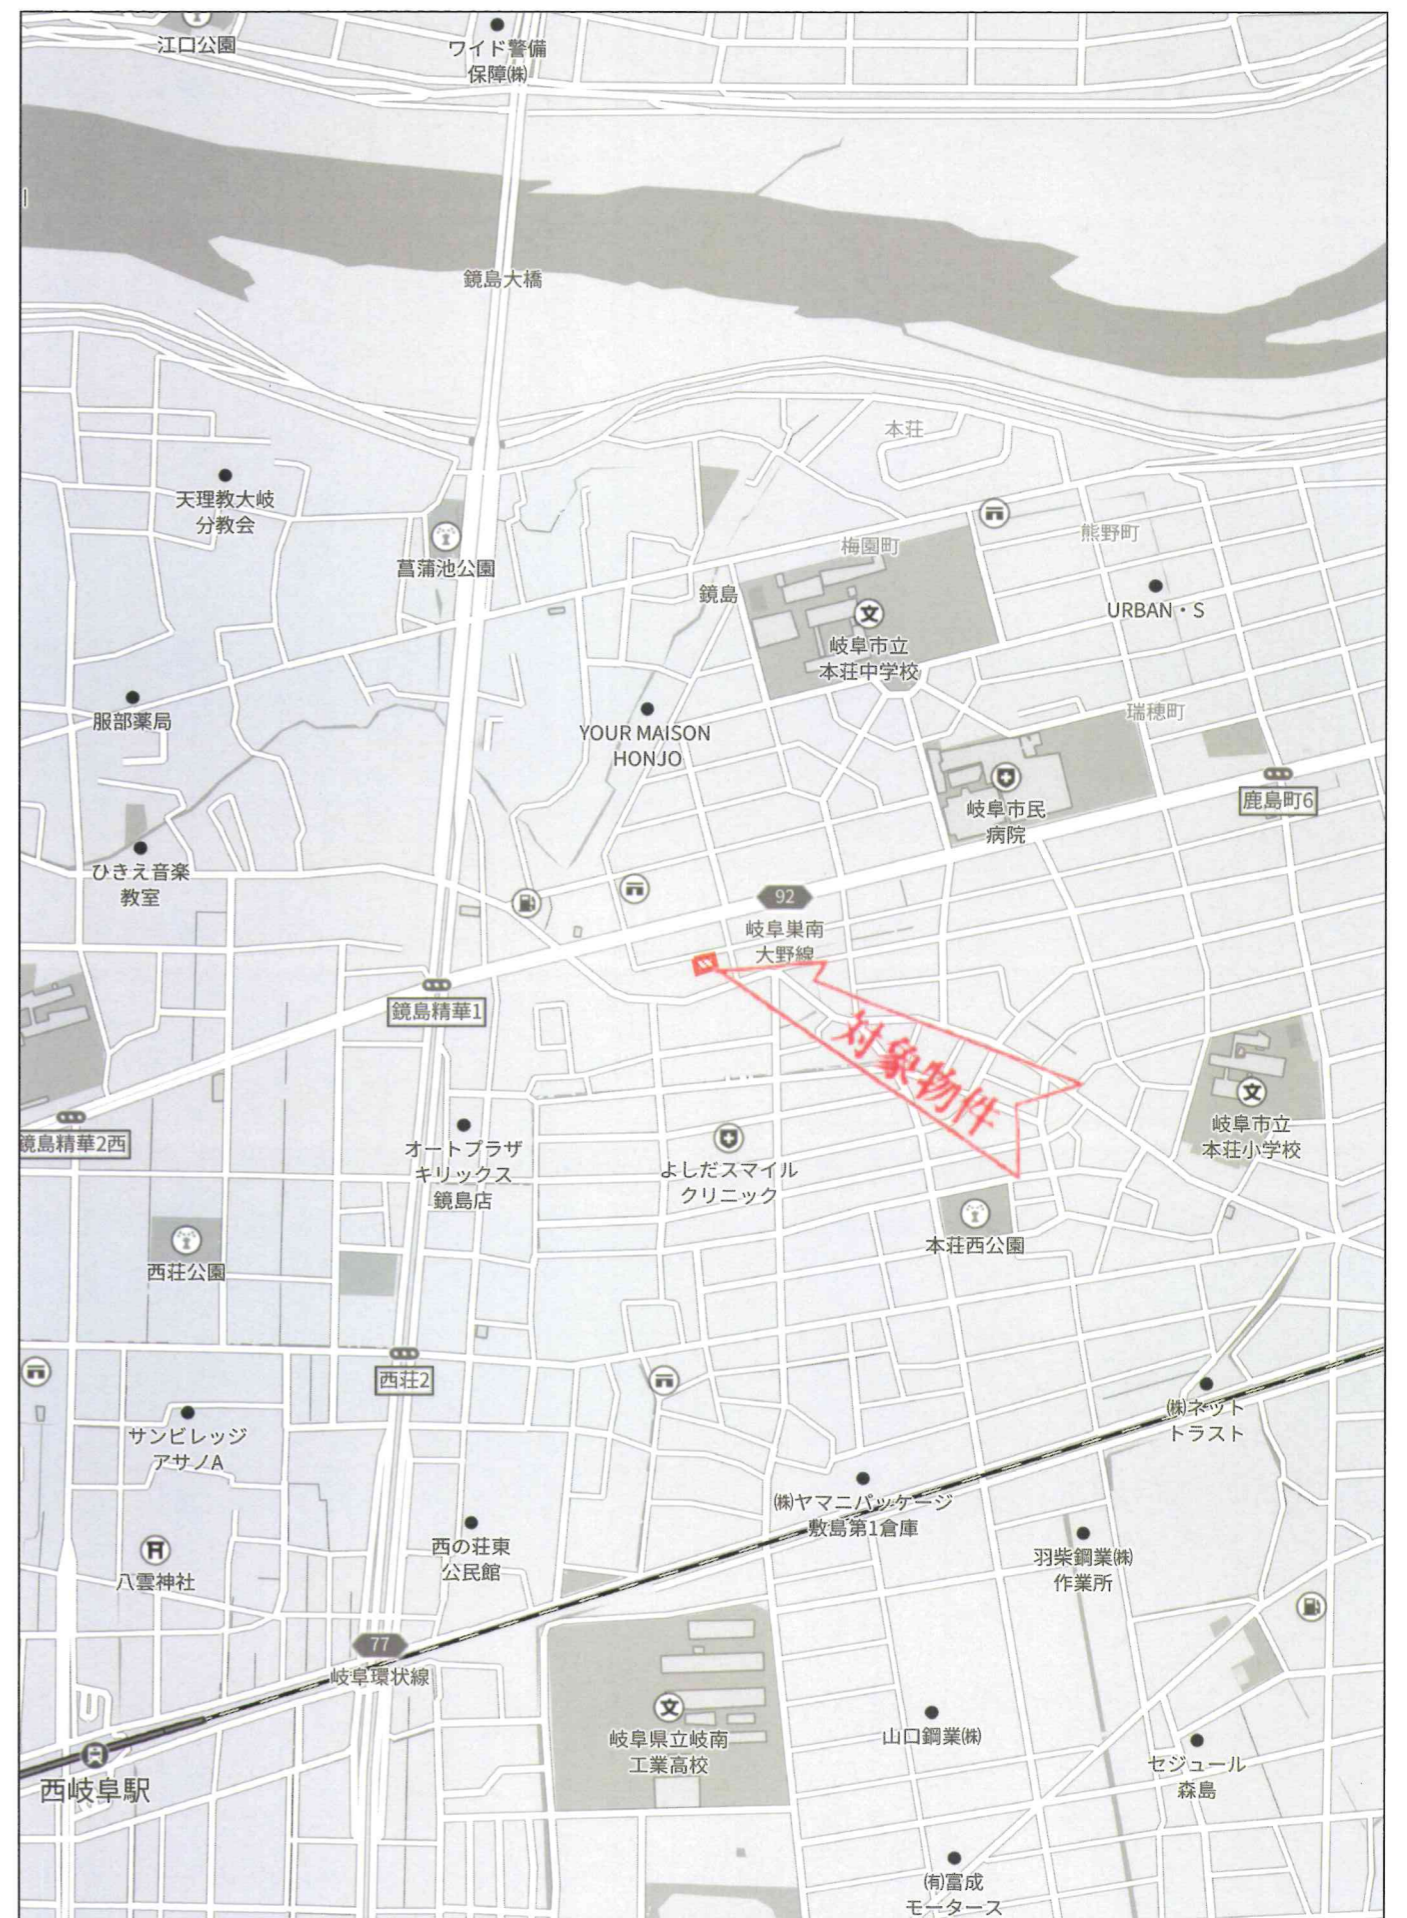 江口公園
ワイド警備
保障㈱
鏡島大橋
本荘
天理教大岐
分教会
菖蒲池公園
梅園町
熊野町
鏡島
URBAN・S
岐阜市立
本荘中学校
服部薬局
YOUR MAISON
HONJO
瑞穂町
岐阜市民
病院
鹿島町6
ひきえ音楽
教室
92
岐阜巣南
大野線
鏡島精華1
対象物件
鏡島精華2西
オートプラザ
キリックス
鏡島店
よしだスマイル
クリニック
文
岐阜市立
本荘小学校
本荘西公園
西荘公園
西荘2
㈱ネット
トラスト
サンビレッジ
アサノA
㈱ヤマニパッケージ
敷島第1倉庫
西の荘東
公民館
羽柴鋼業㈱
作業所
八雲神社
77
岐阜環状線
文
岐阜県立岐南
工業高校
山口鋼業㈱
セジュール
森島
西岐阜駅
㈲富成
モータース